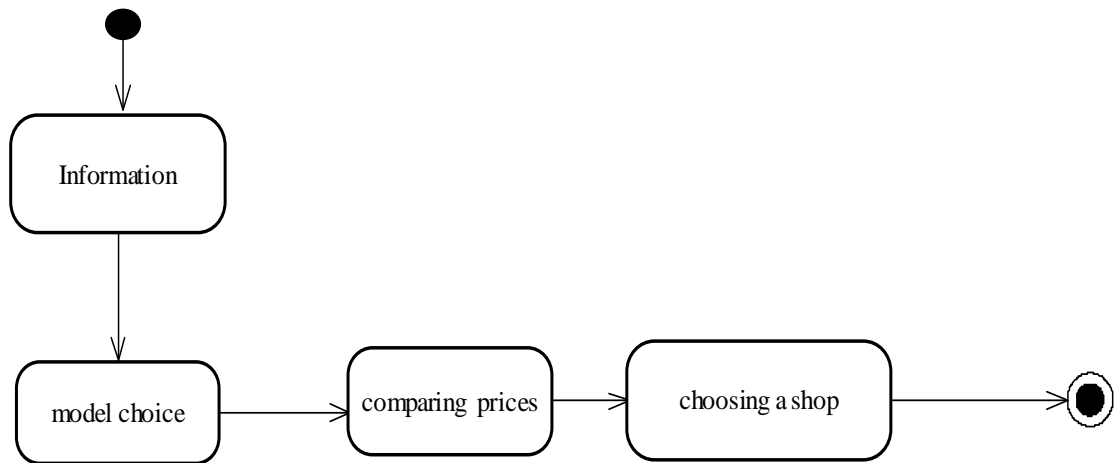 Information
model choice
comparing prices
choosing a shop